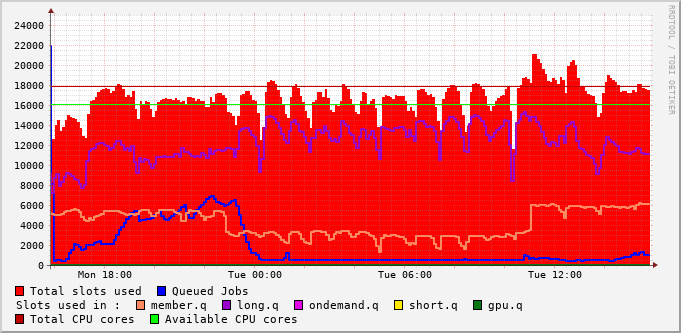 24000
22000
20000
18000
16000
14000
12000
10000
8000
6000
4000
2000
0
Mon 18:00 Tue 00:00 Tue 06:00 Tue 12:00
Total slots used Queued Jobs
Slots used in : member.q long.q ondemand.q short.q gpu.q
Total CPU cores Available CPU cores
RRDTOOL / TOBI OETIKER